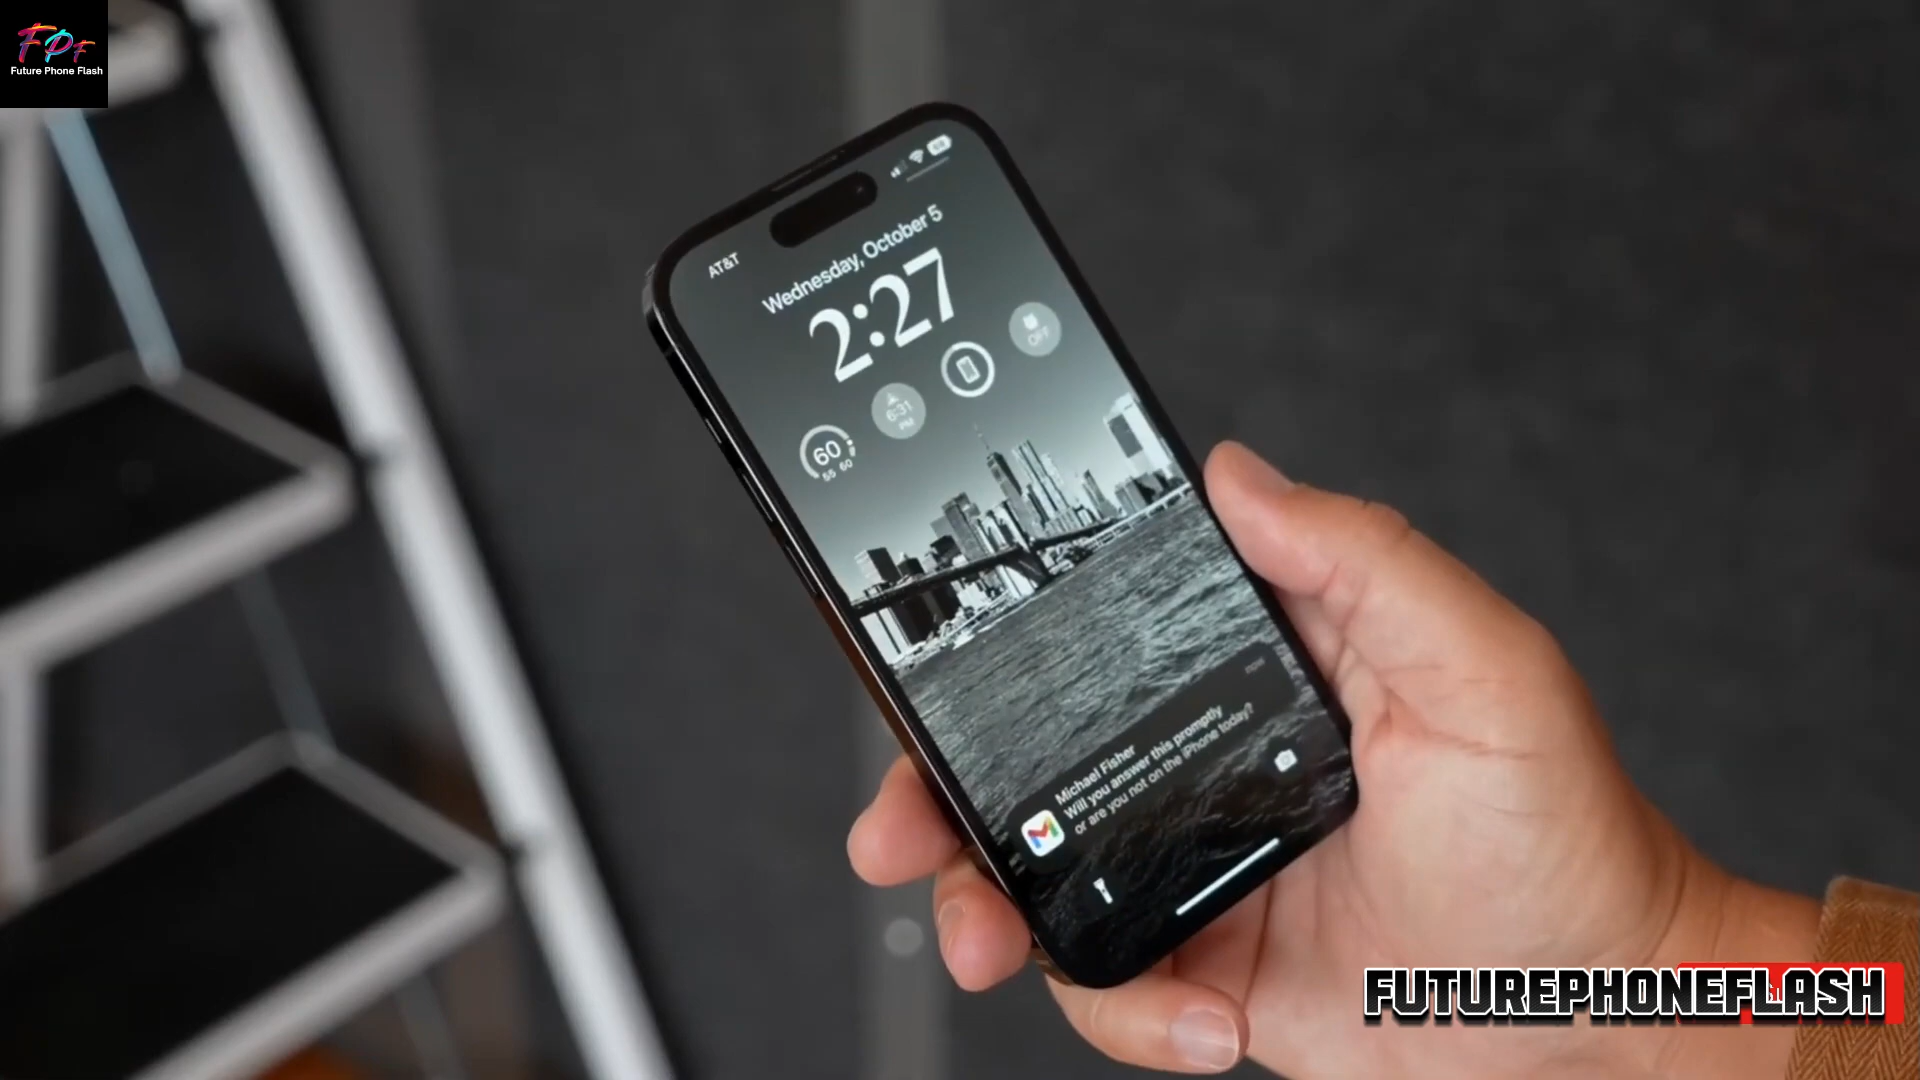 FPF
Future Phone Flash
AT&T
Wednesday, October 5
2:27
60
55 60
6:31
PM
OFF
now
Michael Fisher
Will you answer this promptly
or are you not on the iPhone today?
FUTUREPHONEFLASH